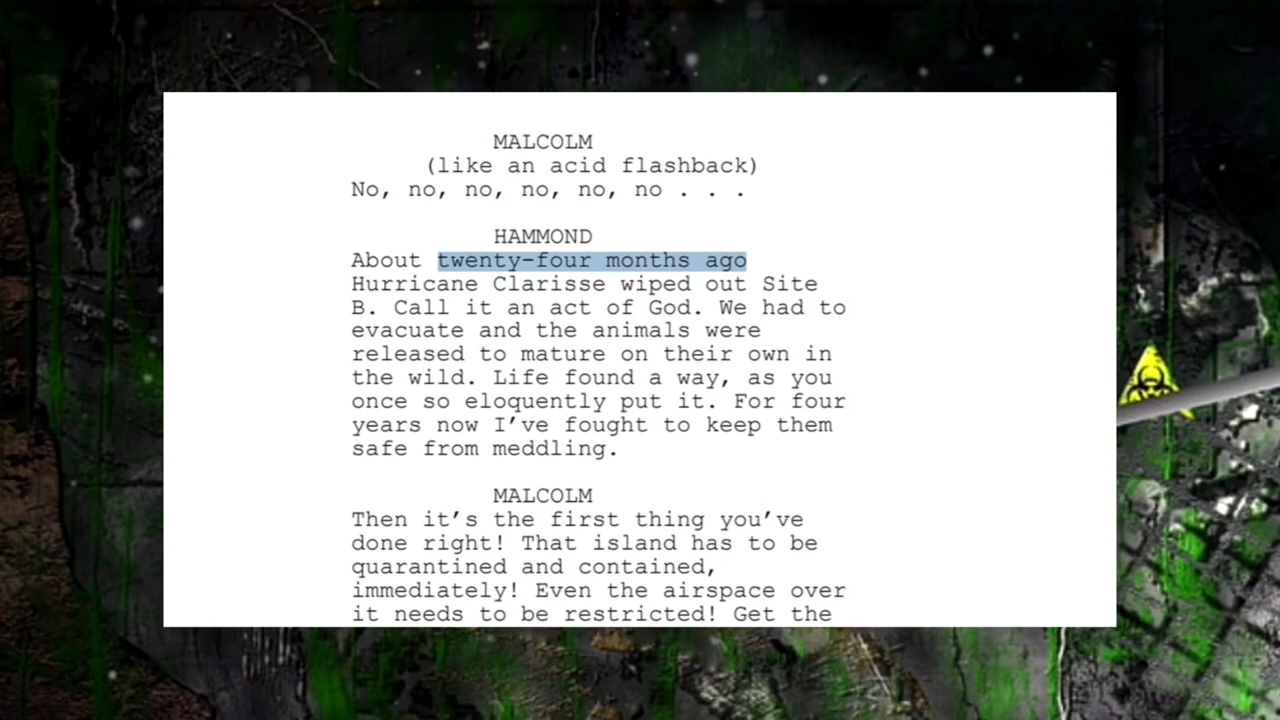 MALCOLM
(like an acid flashback)
No, no, no, no, no, no . . .
HAMMOND
About twenty-four months ago
Hurricane Clarisse wiped out Site
B. Call it an act of God. We had to
evacuate and the animals were
released to mature on their own in
the wild. Life found a way, as you
once so eloquently put it. For four
years now I’ve fought to keep them
safe from meddling.
MALCOLM
Then it’s the first thing you’ve
done right! That island has to be
quarantined and contained,
immediately! Even the airspace over
it needs to be restricted! Get the